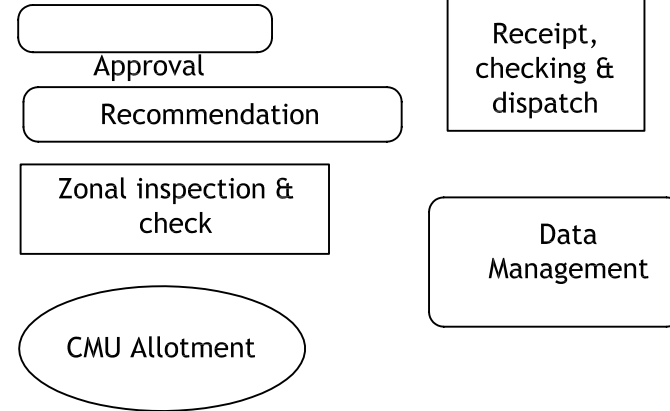 Approval
Recommendation
Zonal inspection &
check
CMU Allotment
Receipt,
checking &
dispatch
Data
Management